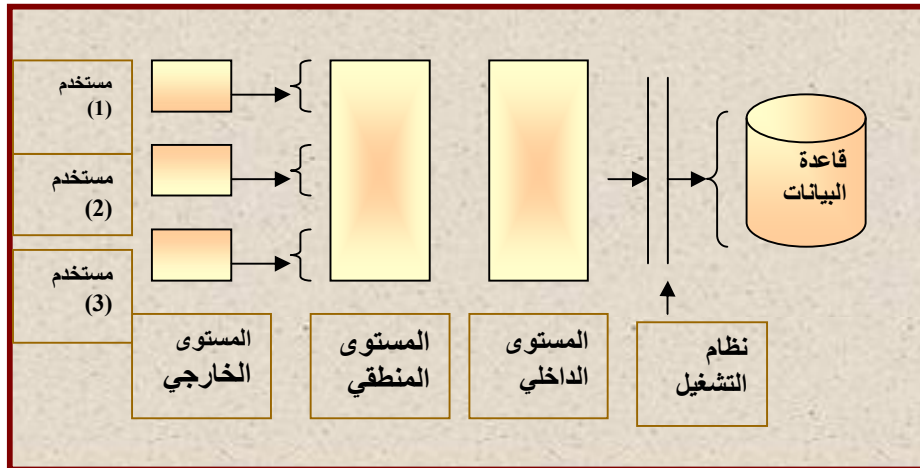 مستخدم
(1)
مستخدم
(2)
مستخدم
(3)
قاعدة
البيانات
المستوى
الخارجي
المستوى
المنطقي
المستوى
الداخلي
نظام
التشغيل